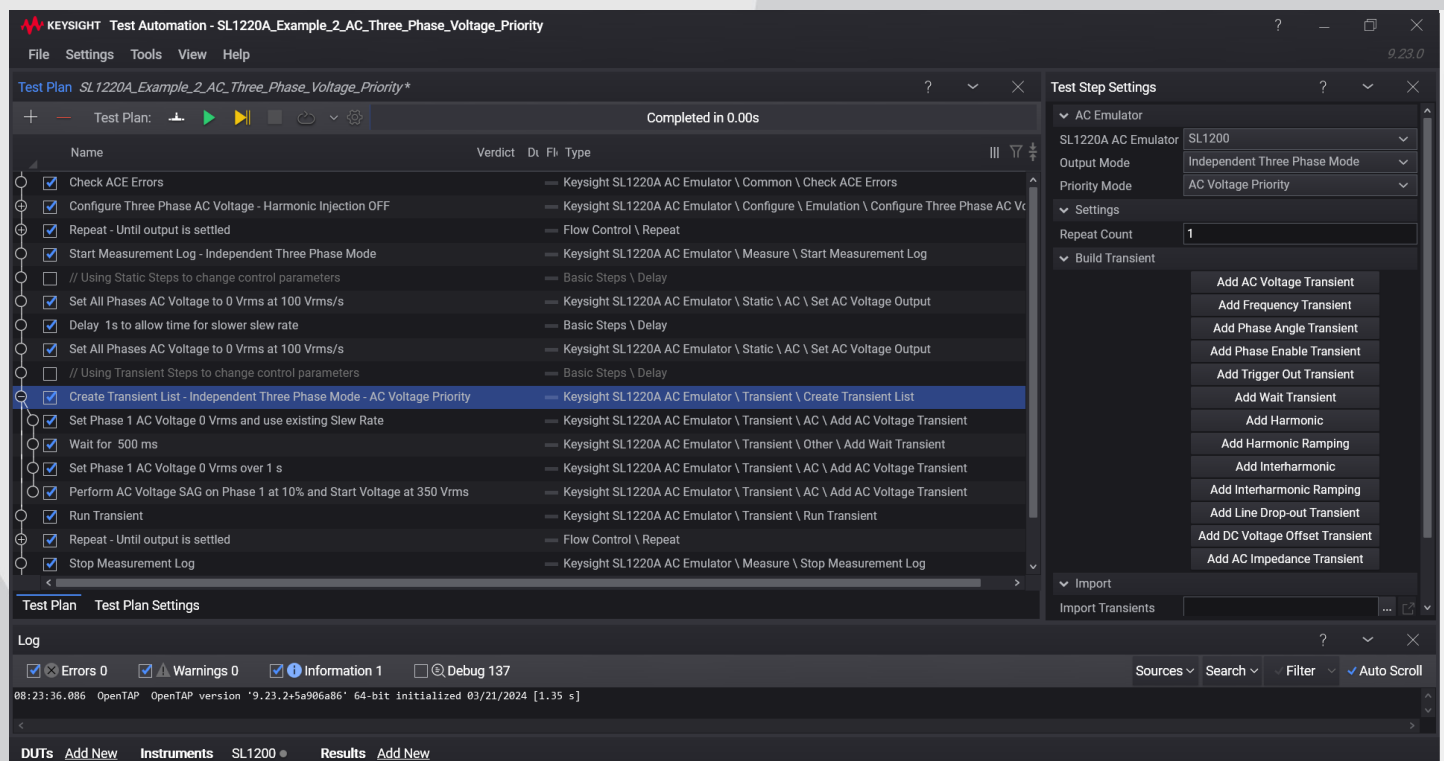 KEYSIGHT Test Automation - SL1220A_Example_2_AC_Three_Phase_Voltage_Priority
File Settings Tools View Help 9.23.0
Test Plan SL1220A_Example_2_AC_Three_Phase_Voltage_Priority*
Test Plan: Completed in 0.00s
Name Verdict Du Flo Type
Check ACE Errors Keysight SL1220A AC Emulator \ Common \ Check ACE Errors
Configure Three Phase AC Voltage - Harmonic Injection OFF Keysight SL1220A AC Emulator \ Configure \ Emulation \ Configure Three Phase AC Vo
Repeat - Until output is settled Flow Control \ Repeat
Start Measurement Log - Independent Three Phase Mode Keysight SL1220A AC Emulator \ Measure \ Start Measurement Log
// Using Static Steps to change control parameters Basic Steps \ Delay
Set All Phases AC Voltage to 0 Vrms at 100 Vrms/s Keysight SL1220A AC Emulator \ Static \ AC \ Set AC Voltage Output
Delay 1s to allow time for slower slew rate Basic Steps \ Delay
Set All Phases AC Voltage to 0 Vrms at 100 Vrms/s Keysight SL1220A AC Emulator \ Static \ AC \ Set AC Voltage Output
// Using Transient Steps to change control parameters Basic Steps \ Delay
Create Transient List - Independent Three Phase Mode - AC Voltage Priority Keysight SL1220A AC Emulator \ Transient \ Create Transient List
Set Phase 1 AC Voltage 0 Vrms and use existing Slew Rate Keysight SL1220A AC Emulator \ Transient \ AC \ Add AC Voltage Transient
Wait for 500 ms Keysight SL1220A AC Emulator \ Transient \ Other \ Add Wait Transient
Set Phase 1 AC Voltage 0 Vrms over 1 s Keysight SL1220A AC Emulator \ Transient \ AC \ Add AC Voltage Transient
Perform AC Voltage SAG on Phase 1 at 10% and Start Voltage at 350 Vrms Keysight SL1220A AC Emulator \ Transient \ AC \ Add AC Voltage Transient
Run Transient Keysight SL1220A AC Emulator \ Transient \ Run Transient
Repeat - Until output is settled Flow Control \ Repeat
Stop Measurement Log Keysight SL1220A AC Emulator \ Measure \ Stop Measurement Log
Test Plan Test Plan Settings
Test Step Settings
AC Emulator
SL1220A AC Emulator SL1200
Output Mode Independent Three Phase Mode
Priority Mode AC Voltage Priority
Settings
Repeat Count 1
Build Transient
Add AC Voltage Transient
Add Frequency Transient
Add Phase Angle Transient
Add Phase Enable Transient
Add Trigger Out Transient
Add Wait Transient
Add Harmonic
Add Harmonic Ramping
Add Interharmonic
Add Interharmonic Ramping
Add Line Drop-out Transient
Add DC Voltage Offset Transient
Add AC Impedance Transient
Import
Import Transients ...
Log
Errors 0 Warnings 0 Information 1 Debug 137 Sources Search Filter Auto Scroll
08:23:36.086 OpenTAP OpenTAP version '9.23.2+5a906a86' 64-bit initialized 03/21/2024 [1.35 s]
DUTs Add New Instruments SL1200 Results Add New